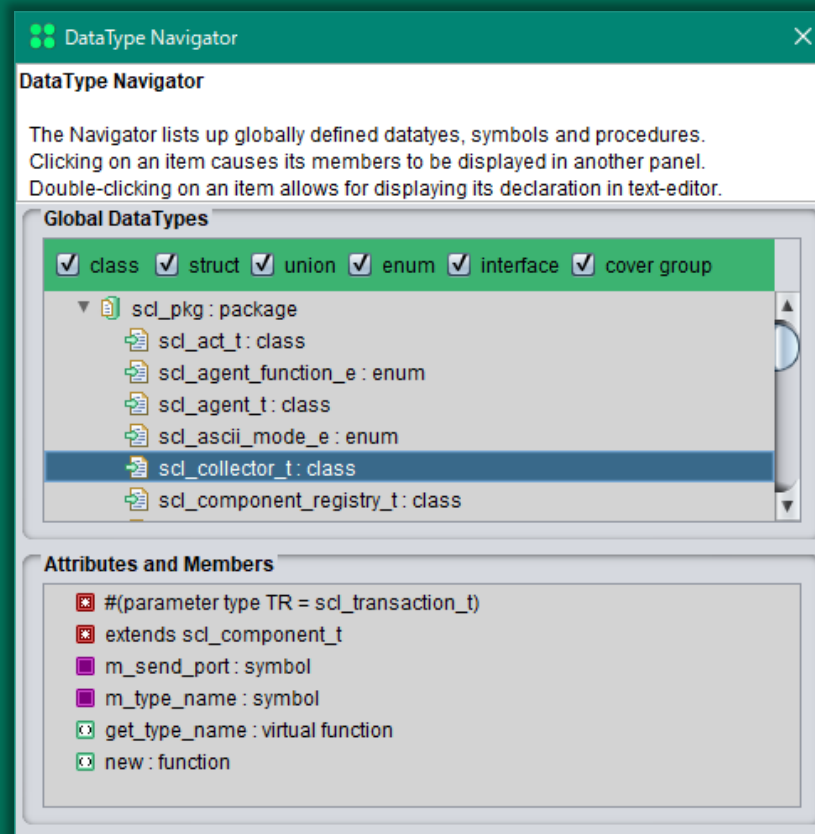 DataType Navigator
DataType Navigator
The Navigator lists up globally defined datatyes, symbols and procedures.
Clicking on an item causes its members to be displayed in another panel.
Double-clicking on an item allows for displaying its declaration in text-editor.
Global DataTypes
class struct union enum interface cover group
scl_pkg : package
scl_act_t : class
scl_agent_function_e : enum
scl_agent_t : class
scl_ascii_mode_e : enum
scl_collector_t : class
scl_component_registry_t : class
Attributes and Members
#(parameter type TR = scl_transaction_t)
extends scl_component_t
m_send_port : symbol
m_type_name : symbol
get_type_name : virtual function
new : function